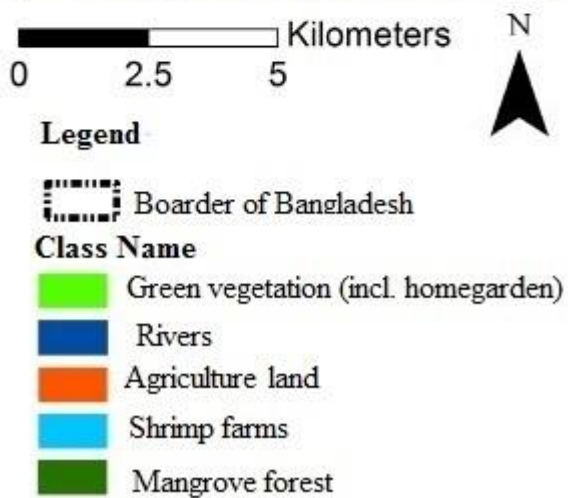 Kilometers
N
0 2.5 5
Legend
Boarder of Bangladesh
Class Name
Green vegetation (incl. homegarden)
Rivers
Agriculture land
Shrimp farms
Mangrove forest